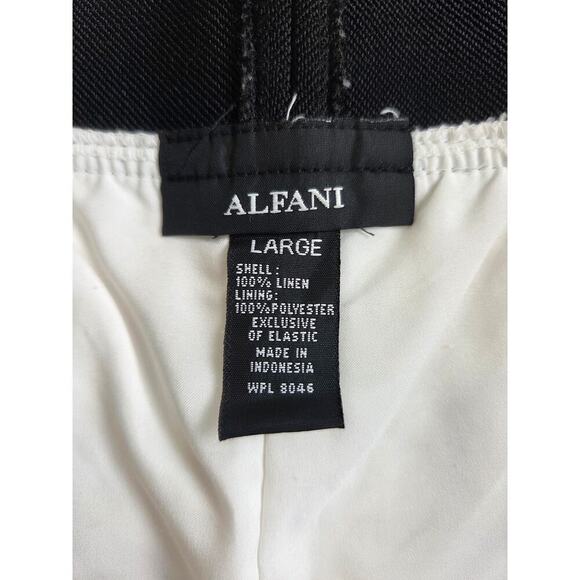 ALFANI
LARGE
SHELL:
100% LINEN
LINING:
100%POLYESTER
EXCLUSIVE
OF ELASTIC
MADE IN
INDONESIA
WPL 8046